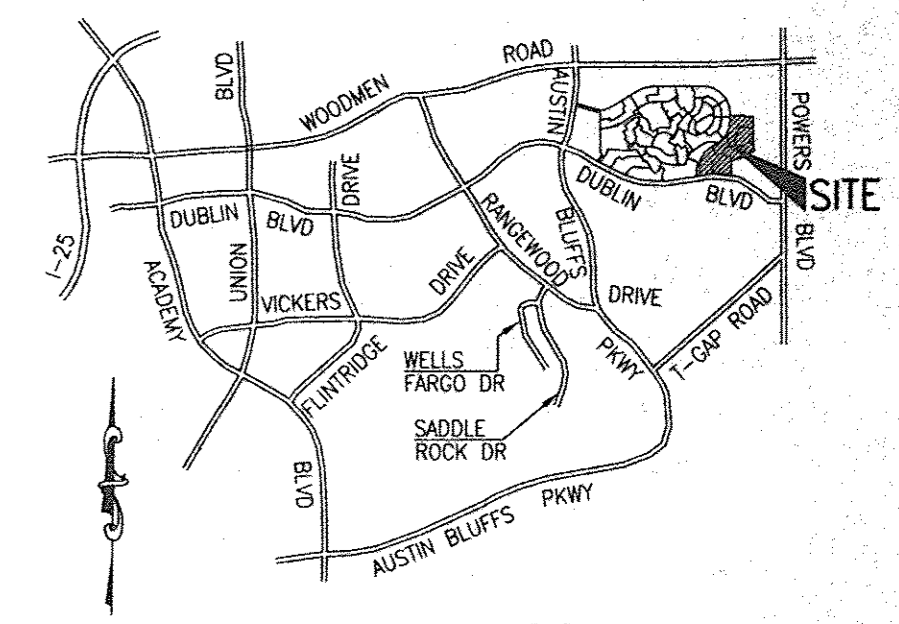 ROAD
BLVD
WOODMEN
AUSTIN
POWERS
DRIVE
SITE
DUBLIN
BLVD
DUBLIN
BLVD
I-25
RANGEWOOD
BLUFFS
BLVD
ACADEMY
UNION
DRIVE
VICKERS
DRIVE
T-GAP ROAD
PKWY
FLINTRIDGE
WELLS
FARGO DR
SADDLE
ROCK DR
BLVD
PKWY
AUSTIN BLUFFS